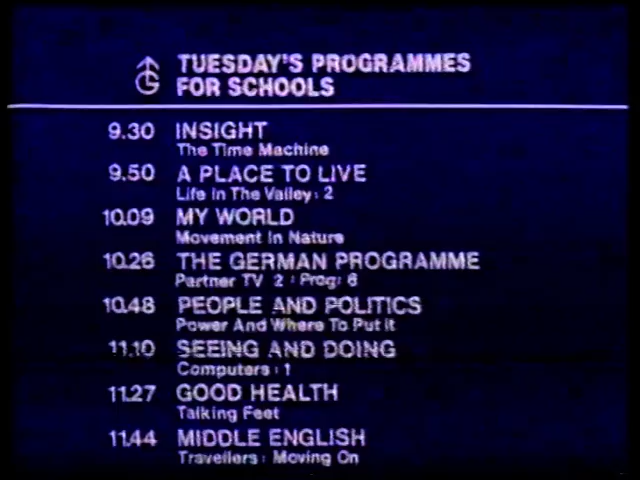 TUESDAY'S PROGRAMMES
FOR SCHOOLS
9.30 INSIGHT
The Time Machine
9.50 A PLACE TO LIVE
Life In The Valley: 2
10.09 MY WORLD
Movement In Nature
10.26 THE GERMAN PROGRAMME
Partner TV 2: Prog: 6
10.48 PEOPLE AND POLITICS
Power And Where To Put it
11.10 SEEING AND DOING
Computers: 1
11.27 GOOD HEALTH
Talking Feet
11.44 MIDDLE ENGLISH
Travellers: Moving On